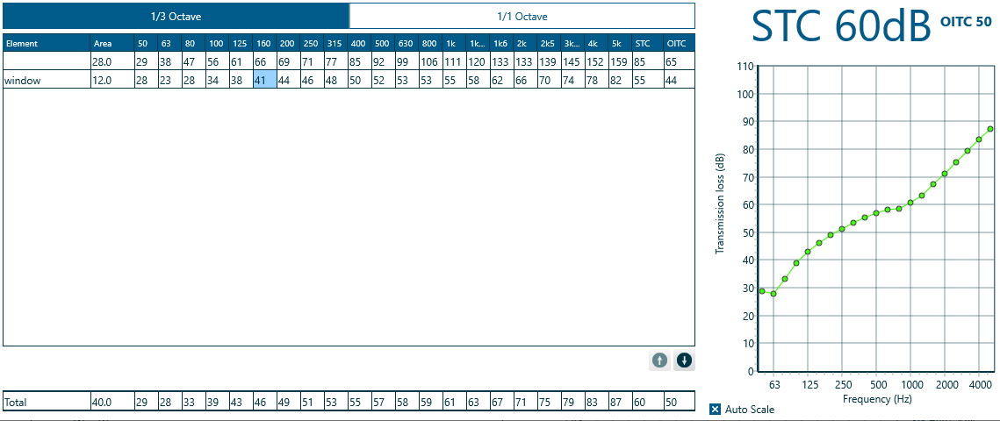 1/3 Octave 1/1 Octave
Element Area 50 63 80 100 125 160 200 250 315 400 500 630 800 1k 1k... 1k6 2k 2k5 3k... 4k 5k STC OITC
28.0 29 38 47 56 61 66 69 71 77 85 92 99 106 111 120 133 133 139 145 152 159 85 65
window 12.0 28 23 28 34 38 41 44 46 48 50 52 53 53 55 58 62 66 70 74 78 82 55 44
Total 40.0 29 28 33 39 43 46 49 51 53 55 57 58 59 61 63 67 71 75 79 83 87 60 50
STC 60dB OITC 50
Transmission loss (dB)
110
100
90
80
70
60
50
40
30
20
10
0
63 125 250 500 1000 2000 4000
Frequency (Hz)
Auto Scale